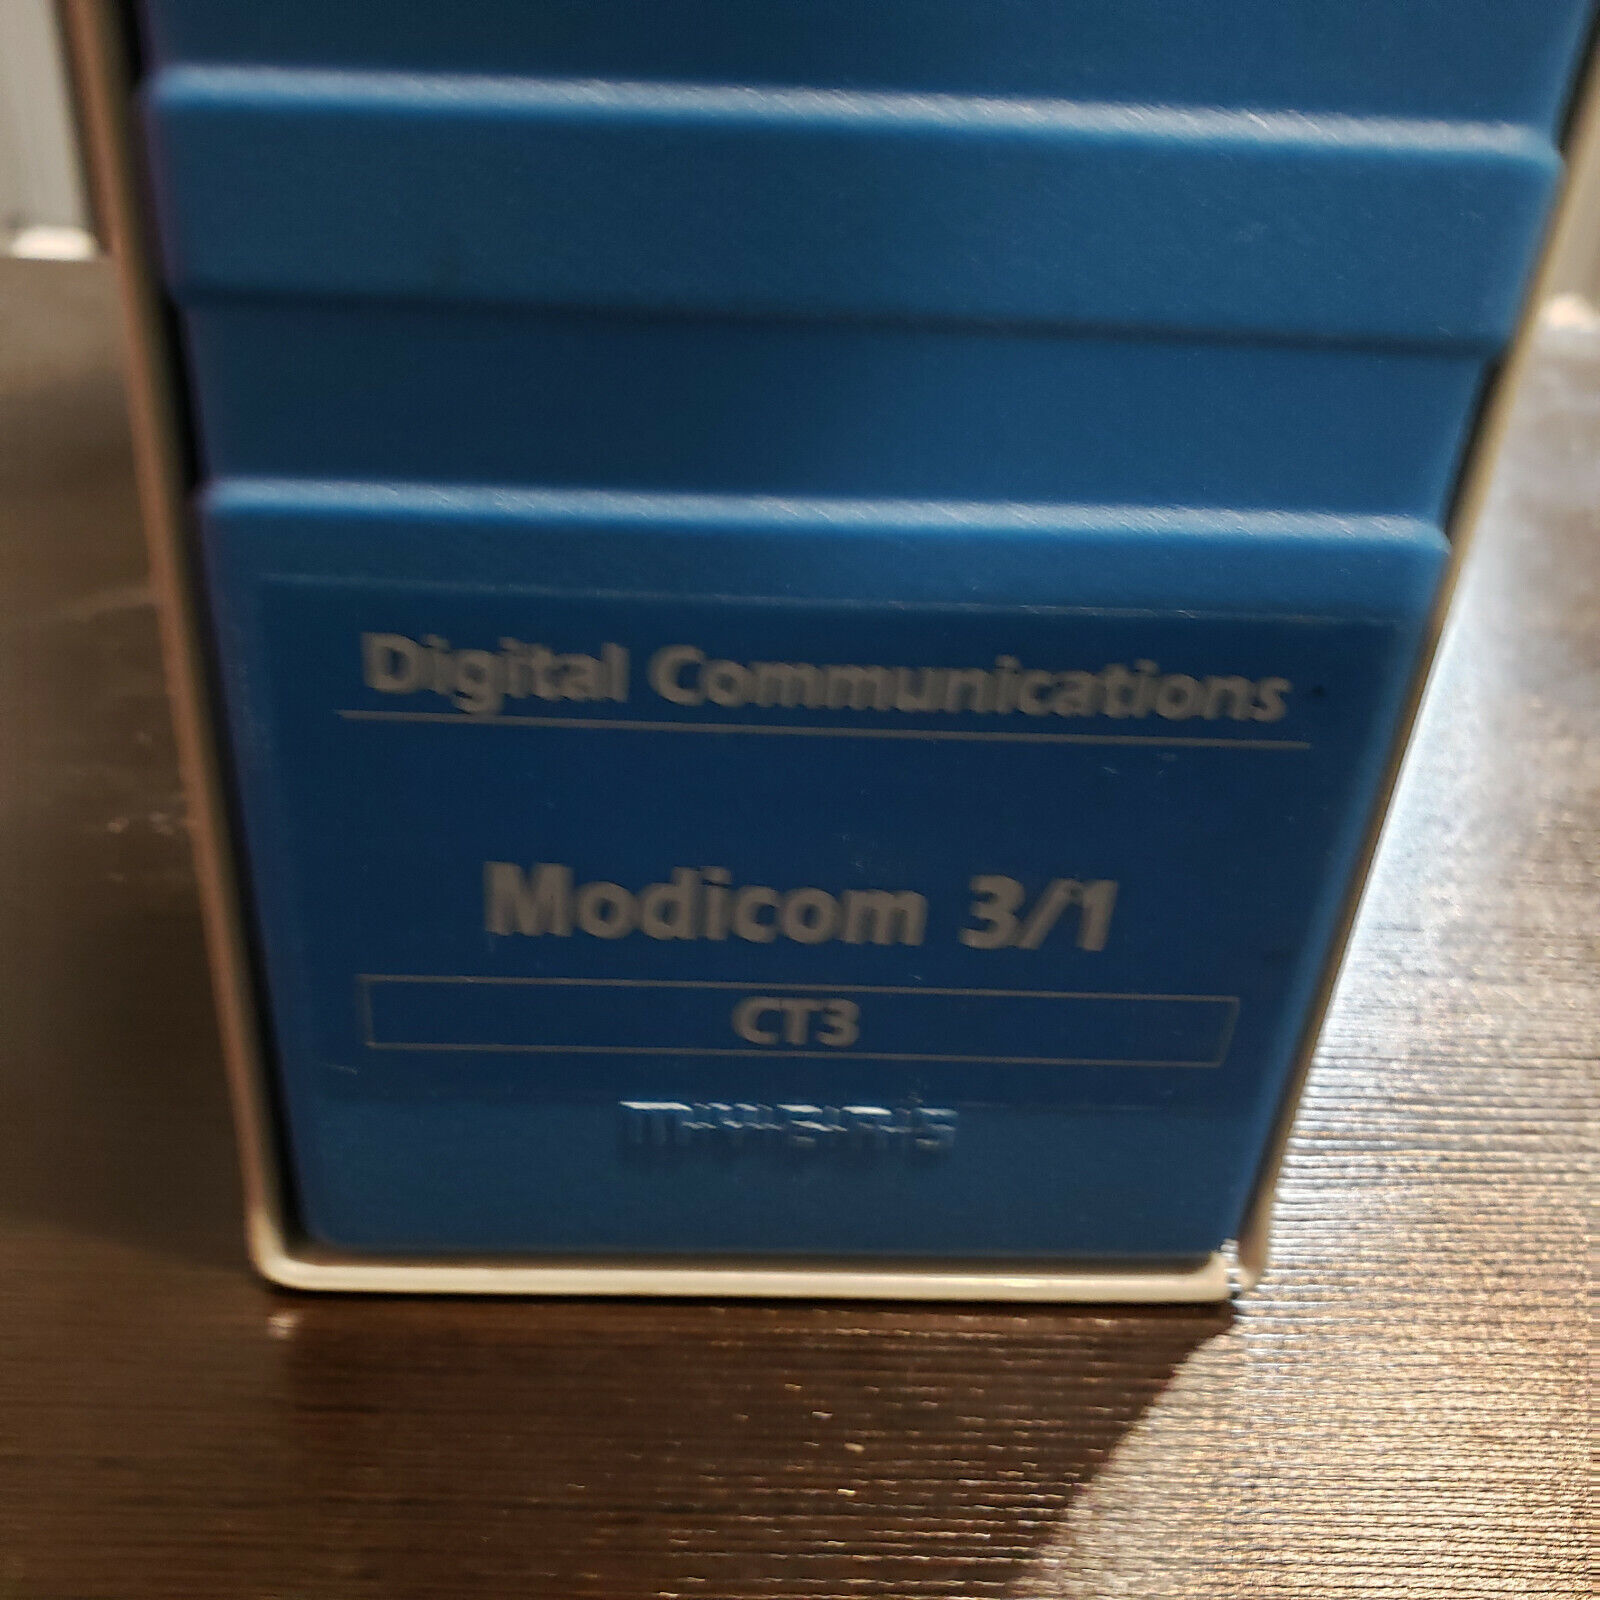 Digital Communications
Modicom 3/1
CT3